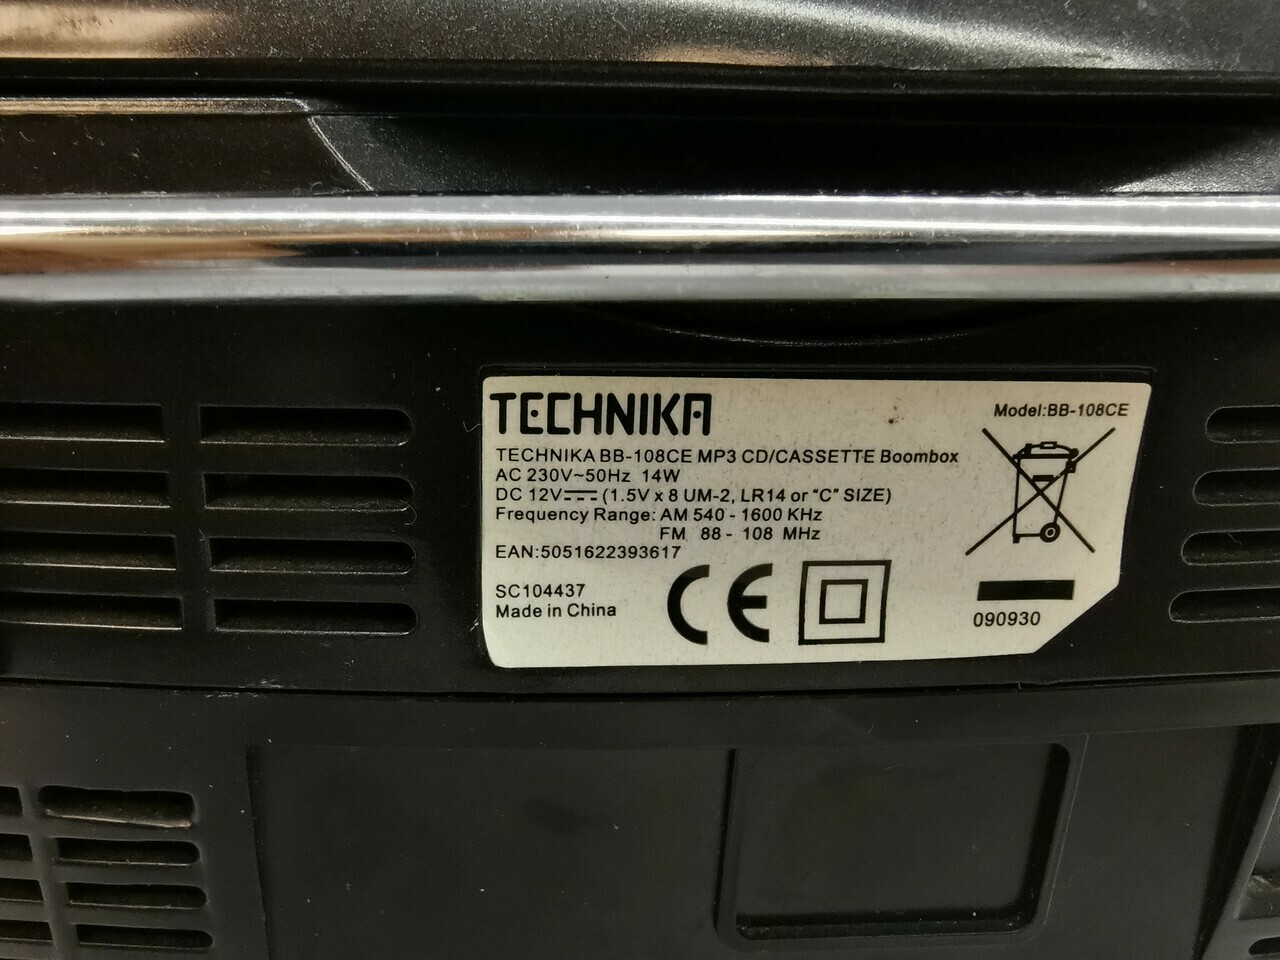 TECHNIKA
Model:BB-108CE
TECHNIKA BB-108CE MP3 CD/CASSETTE Boombox
AC 230V~50Hz 14W
DC 12V⎓ (1.5V x 8 UM-2, LR14 or "C" SIZE)
Frequency Range: AM 540 - 1600 KHz
FM 88 - 108 MHz
EAN:5051622393617
SC104437
Made in China
CE
090930